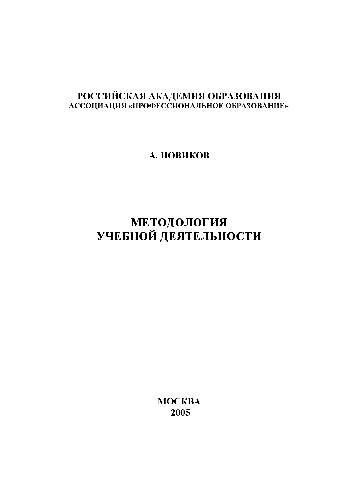 РОССИЙСКАЯ АКАДЕМИЯ ОБРАЗОВАНИЯ
АССОЦИАЦИЯ «ПРОФЕССИОНАЛЬНОЕ ОБРАЗОВАНИЕ»
А. НОВИКОВ
МЕТОДОЛОГИЯ
УЧЕБНОЙ ДЕЯТЕЛЬНОСТИ
МОСКВА
2005